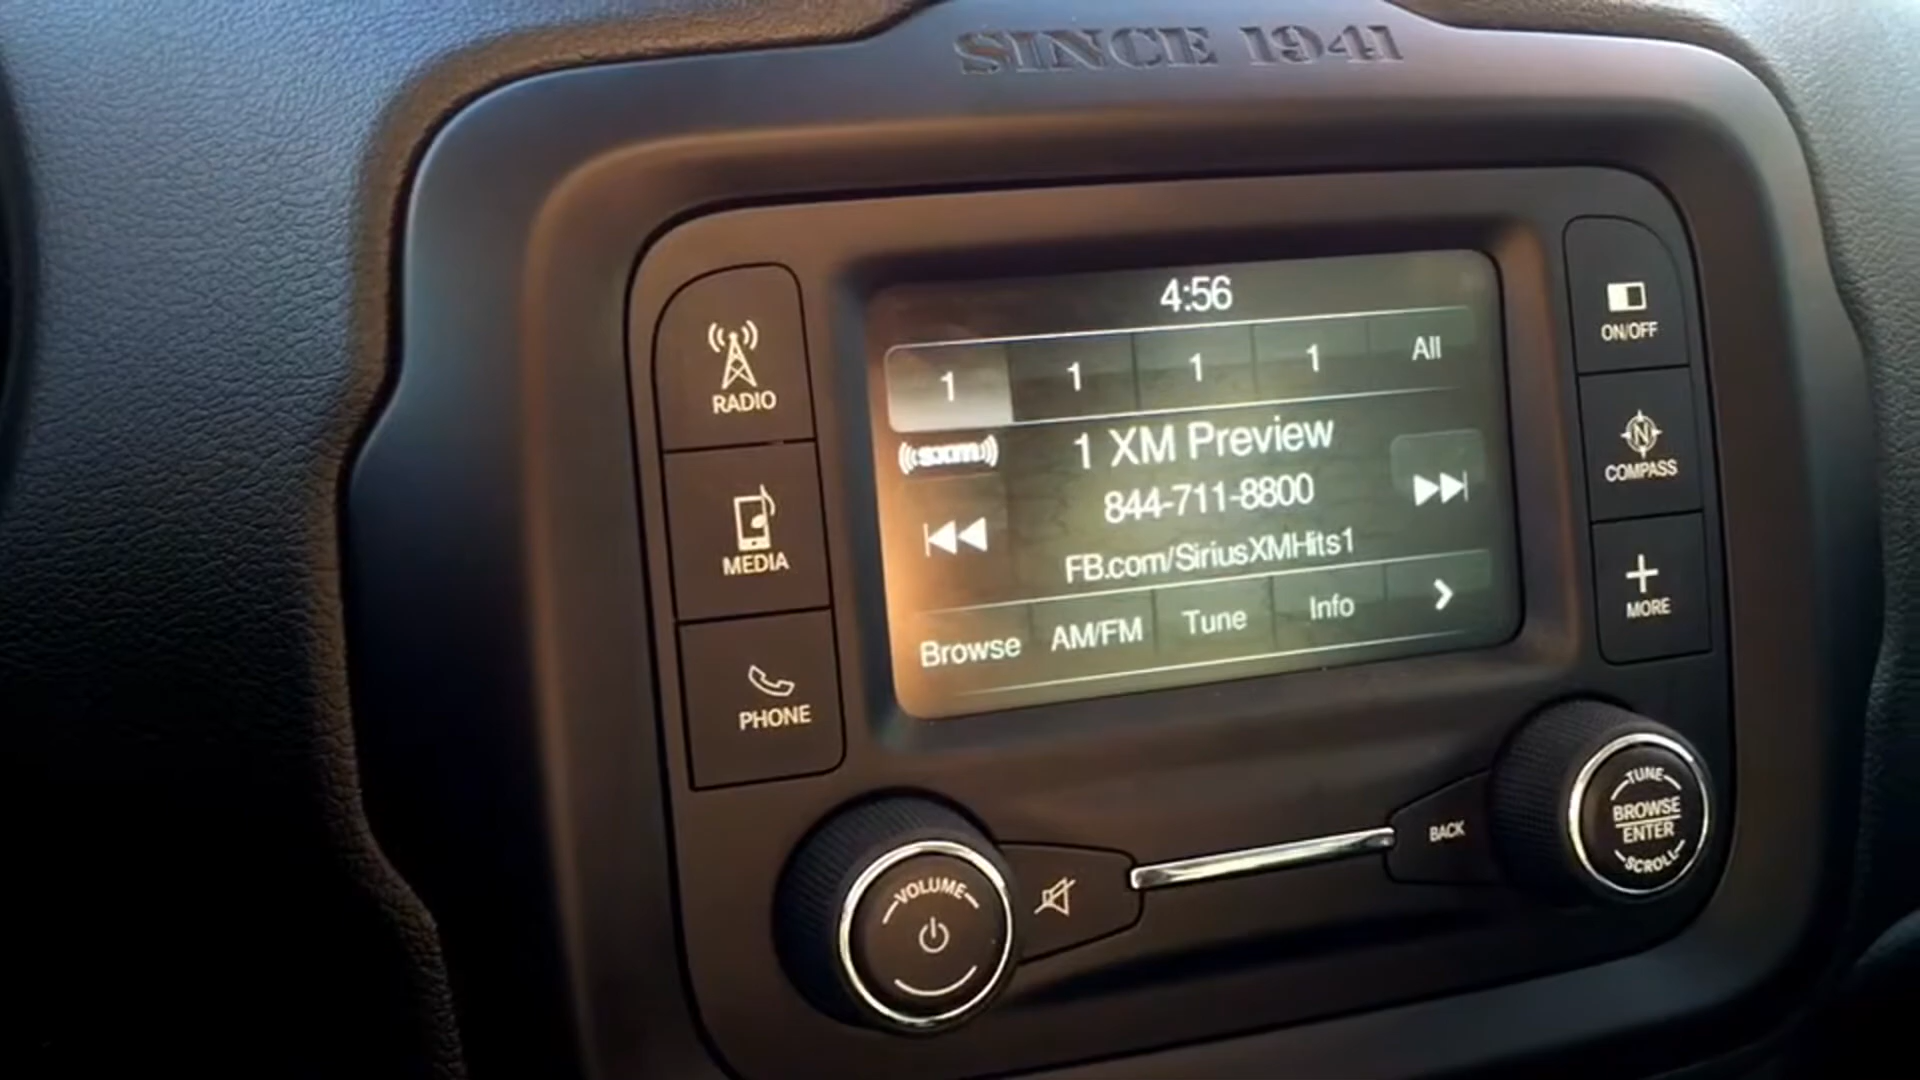 SINCE 1941
4:56
1 1 1 1 All
((sxm)) 1 XM Preview
844-711-8800
FB.com/SiriusXMHits1
Browse AM/FM Tune Info
RADIO
MEDIA
PHONE
ON/OFF
N
COMPASS
MORE
VOLUME
BACK
TUNE
BROWSE
ENTER
SCROLL